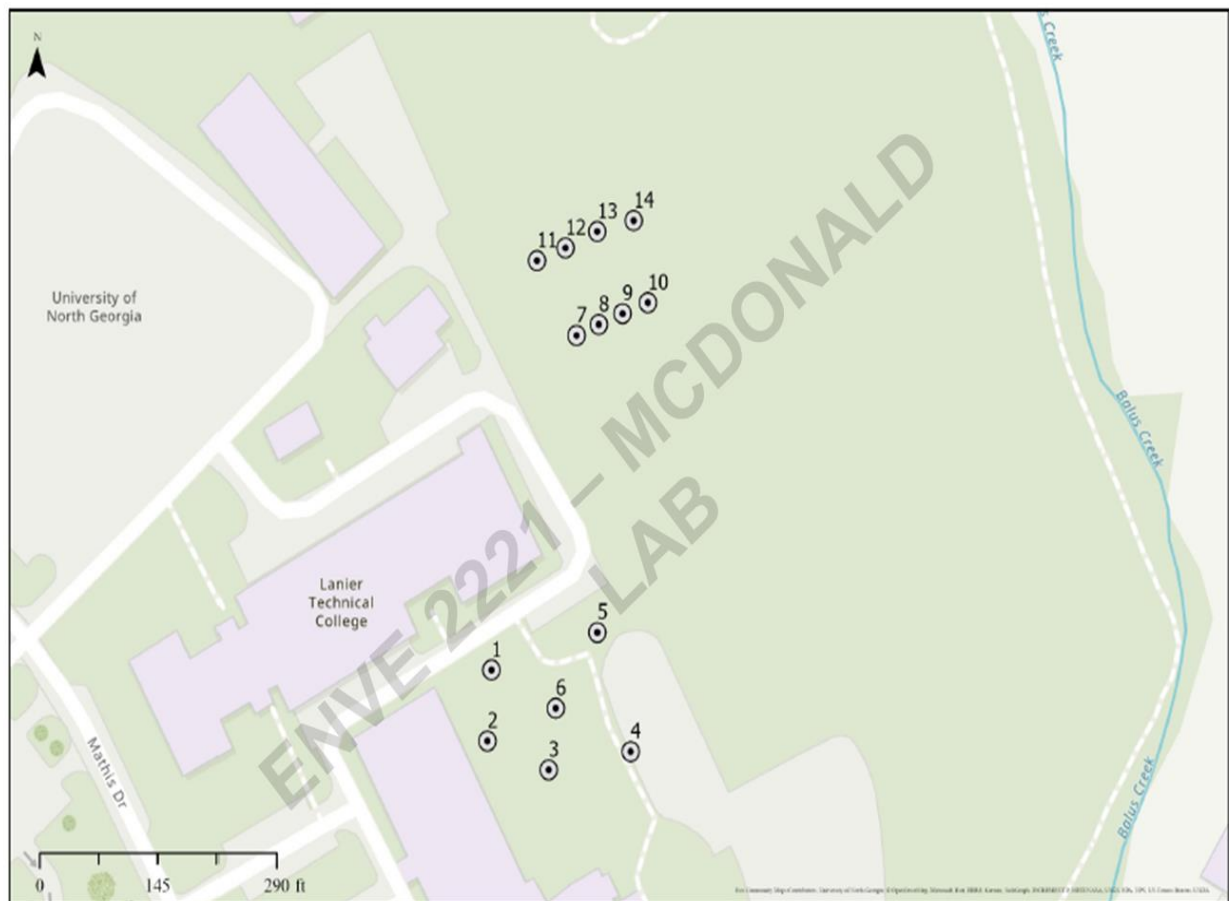 N
s Creek
14
13
12
11
10
9
8
7
University of
North Georgia
Balus Creek
ENVE 2221 – MCDONALD
LAB
Lanier
Technical
College
5
1
6
2
3
4
Mathis Dr
Balus Creek
0 145 290 ft